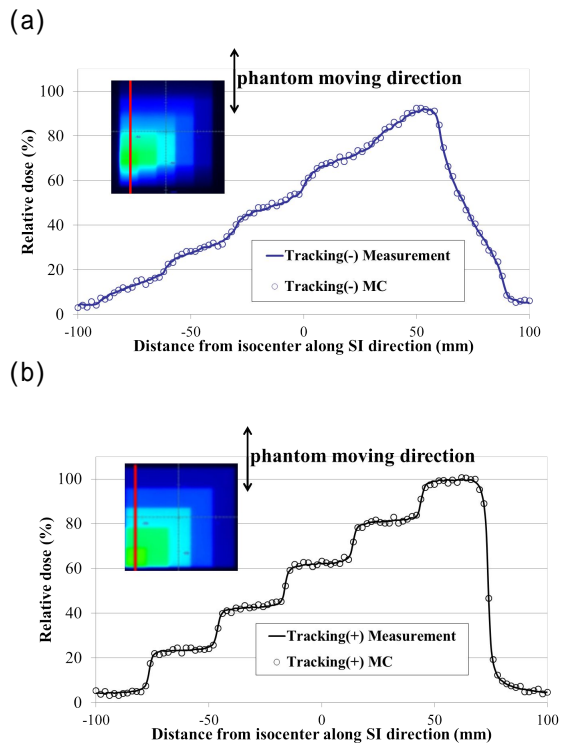 (a)
phantom moving direction
100
80
60
40
20
0
Relative dose (%)
Tracking(-) Measurement
Tracking(-) MC
-100 -50 0 50 100
Distance from isocenter along SI direction (mm)
(b)
phantom moving direction
100
80
60
40
20
0
Relative dose (%)
Tracking(+) Measurement
Tracking(+) MC
-100 -50 0 50 100
Distance from isocenter along SI direction (mm)